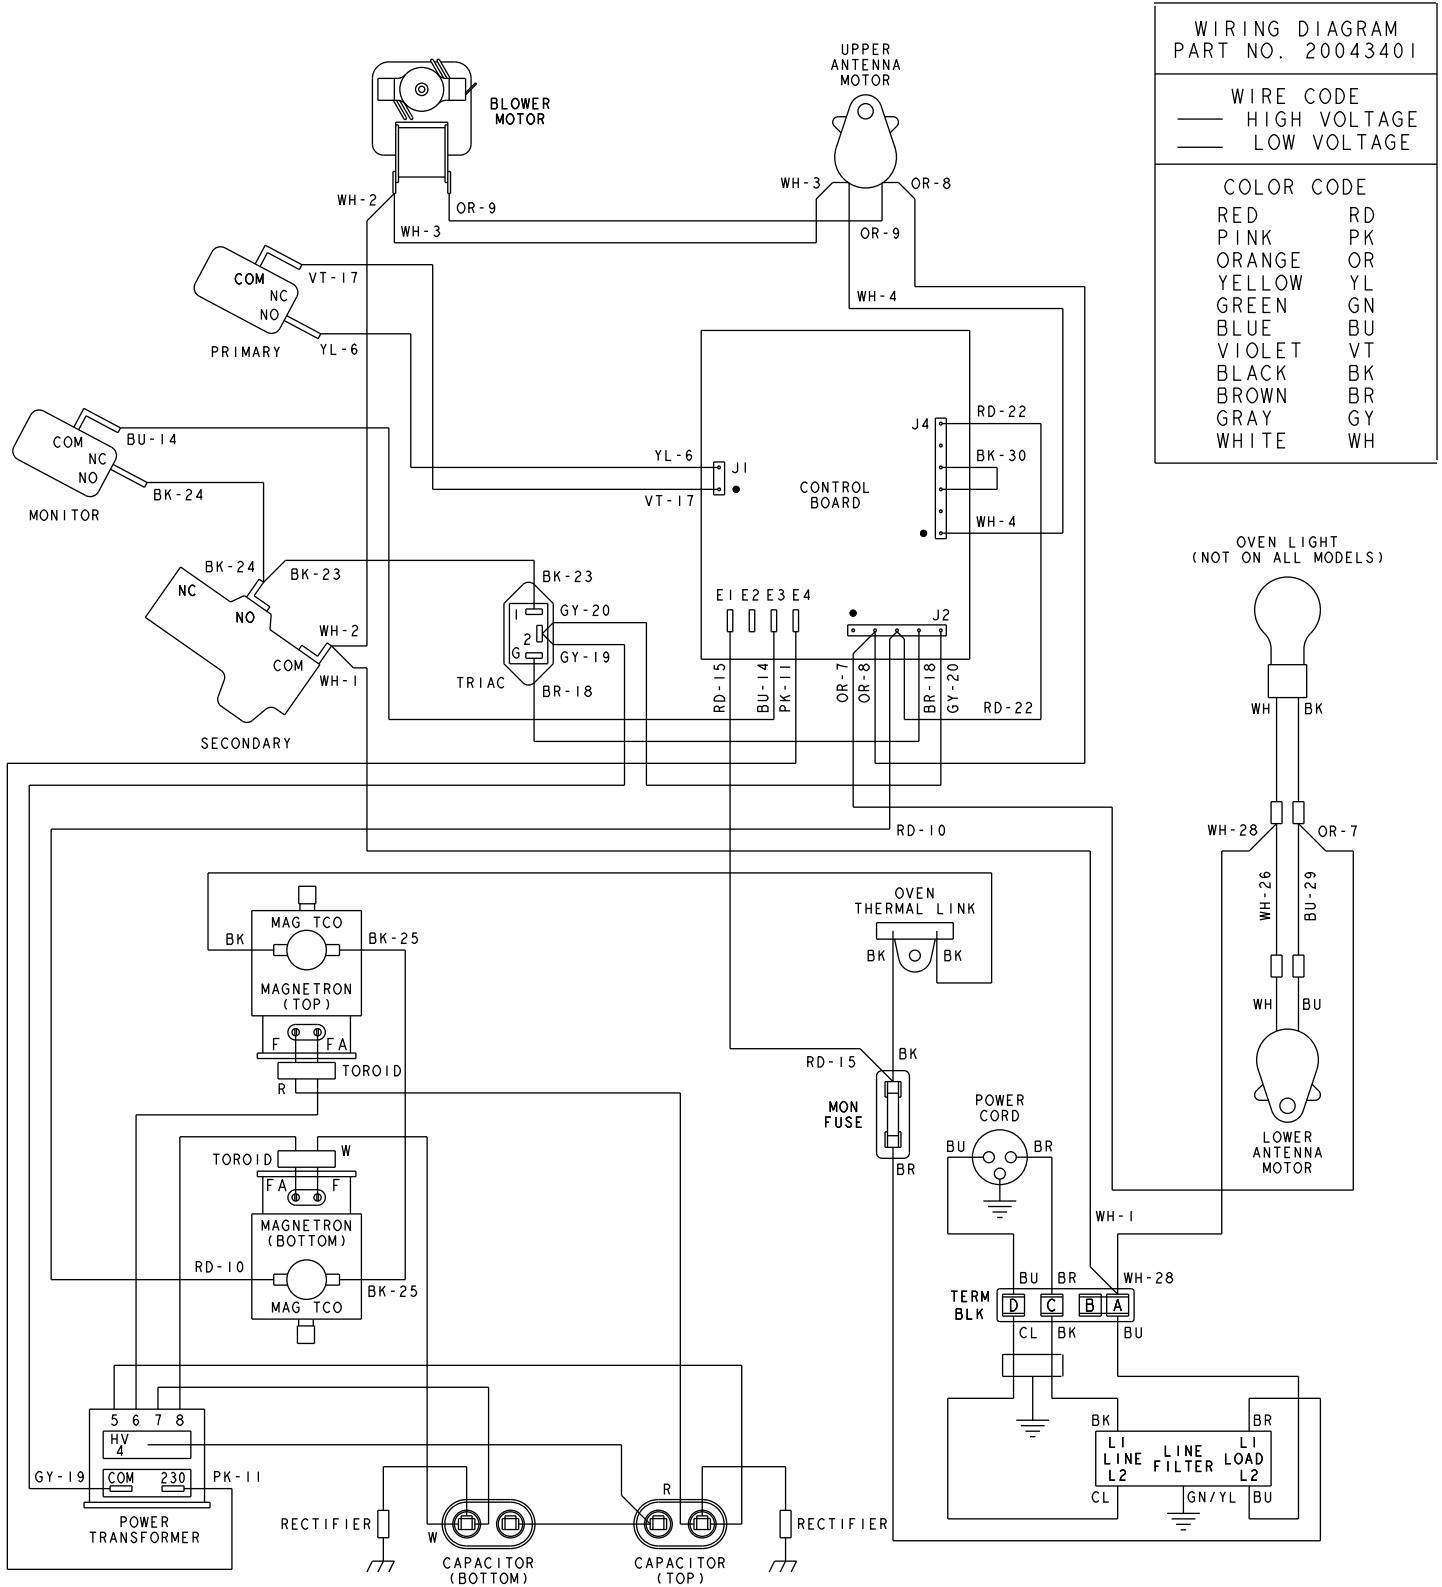 WIRING DIAGRAM
PART NO. 20043401
WIRE CODE
HIGH VOLTAGE
LOW VOLTAGE
COLOR CODE
RED RD
PINK PK
ORANGE OR
YELLOW YL
GREEN GN
BLUE BU
VIOLET VT
BLACK BK
BROWN BR
GRAY GY
WHITE WH
UPPER
ANTENNA
MOTOR
BLOWER
MOTOR
WH-3
OR-8
WH-2
OR-9
WH-3
OR-9
COM
VT-17
NC
NO
WH-4
PRIMARY
YL-6
RD-22
J4
COM
BU-14
NC
NO
BK-24
MONITOR
YL-6
J1
BK-30
VT-17
CONTROL
BOARD
WH-4
OVEN LIGHT
(NOT ON ALL MODELS)
BK-24
BK-23
BK-23
NC
NO
E1 E2 E3 E4
1
GY-20
J2
2
WH-2
G
GY-19
COM
WH-1
TRIAC
BR-18
RD-15
BU-14
PK-11
OR-7
OR-8
BR-18
GY-20
RD-22
WH BK
SECONDARY
RD-10
WH-28
OR-7
WH-26
BU-29
OVEN
THERMAL LINK
MAG TCO
BK
BK-25
BK
BK
MAGNETRON
(TOP)
WH BU
F FA
TOROID
R
RD-15
BK
MON
FUSE
POWER
CORD
BU BR
BR
LOWER
ANTENNA
MOTOR
TOROID
W
FA F
MAGNETRON
(BOTTOM)
RD-10
BK-25
MAG TCO
WH-1
BU BR WH-28
TERM
BLK
D C B A
CL BK BU
5 6 7 8
HV
4
GY-19
COM 230
PK-11
POWER
TRANSFORMER
RECTIFIER
W
CAPACITOR
(BOTTOM)
R
CAPACITOR
(TOP)
RECTIFIER
BK BR
L1 L1
LINE LINE LOAD
FILTER
L2 L2
CL GN/YL BU